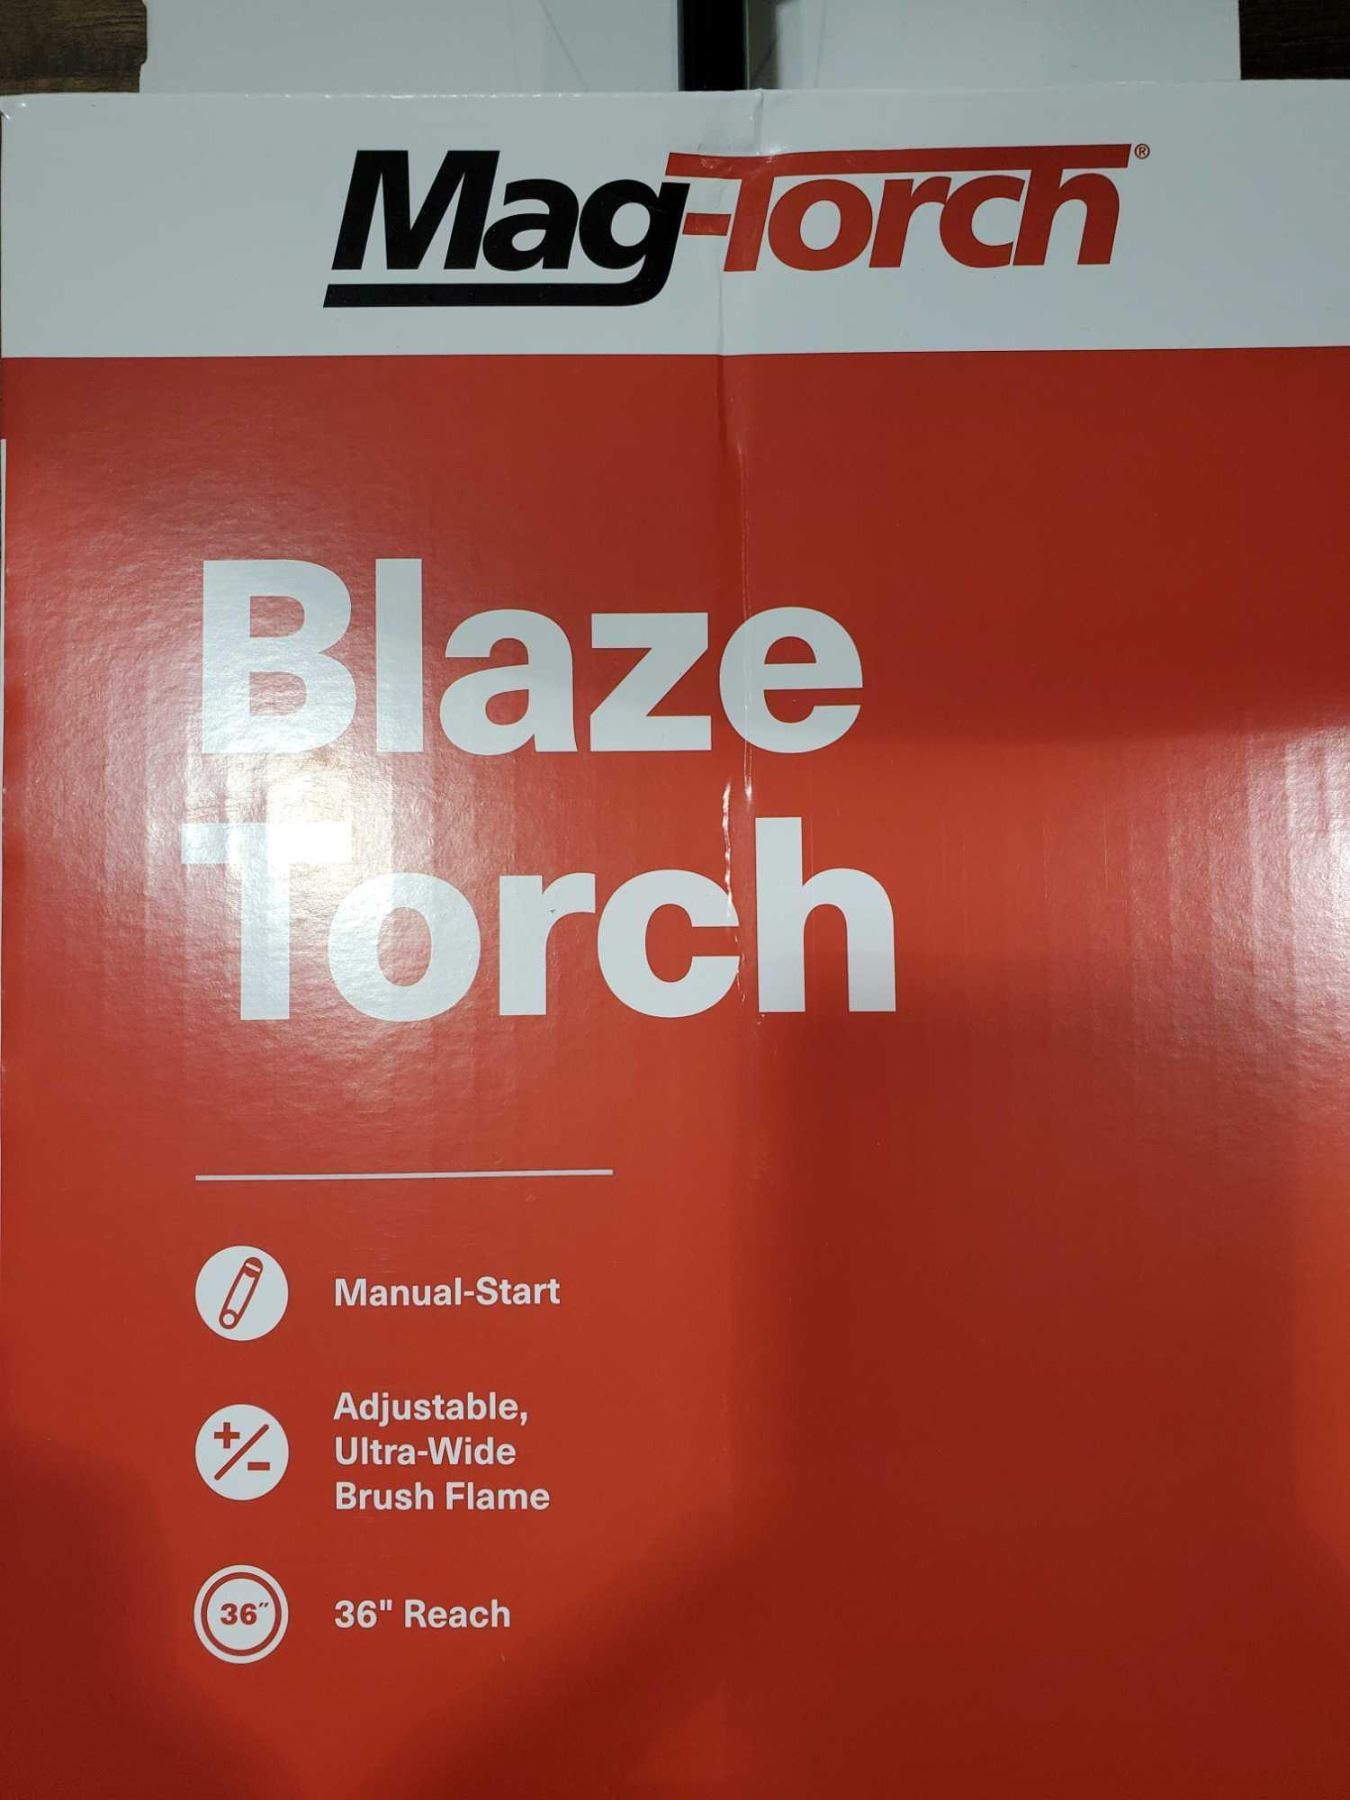 Mag-Torch®
Blaze
Torch
Manual-Start
Adjustable,
Ultra-Wide
Brush Flame
36"
36" Reach